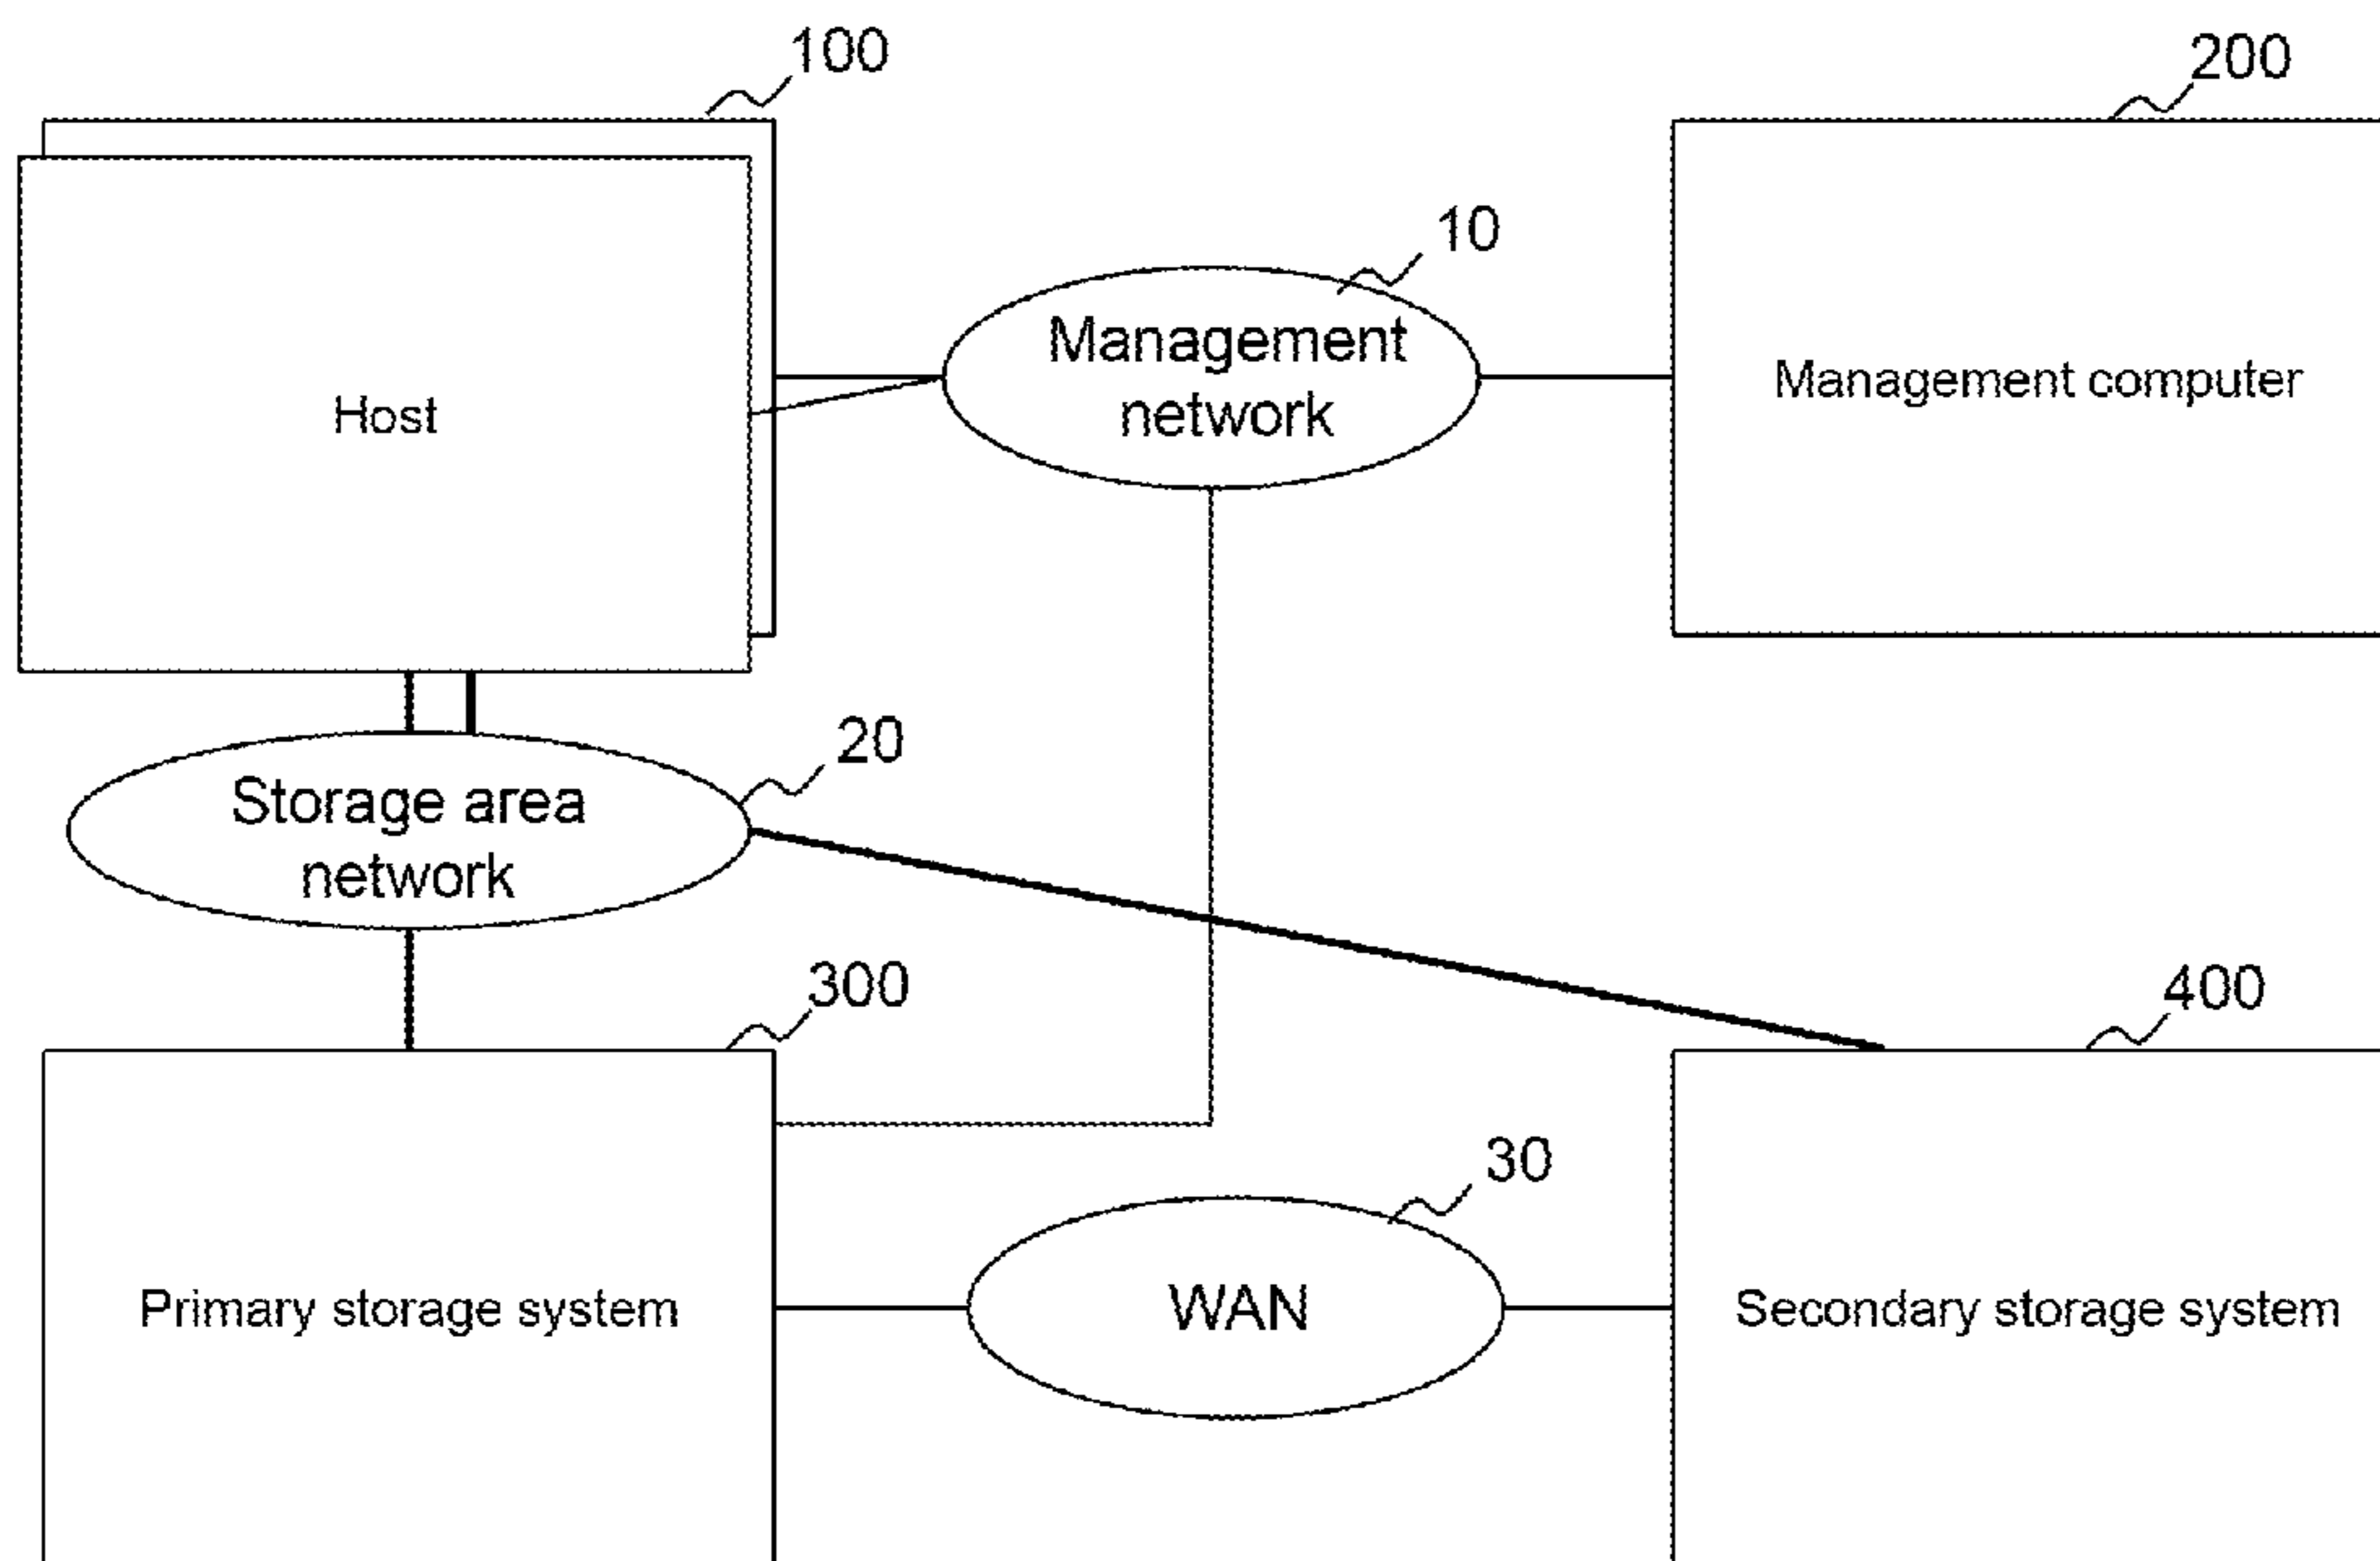 100
200
10
Management
network
Host
Management computer
20
Storage area
network
300
400
30
Primary storage system
WAN
Secondary storage system